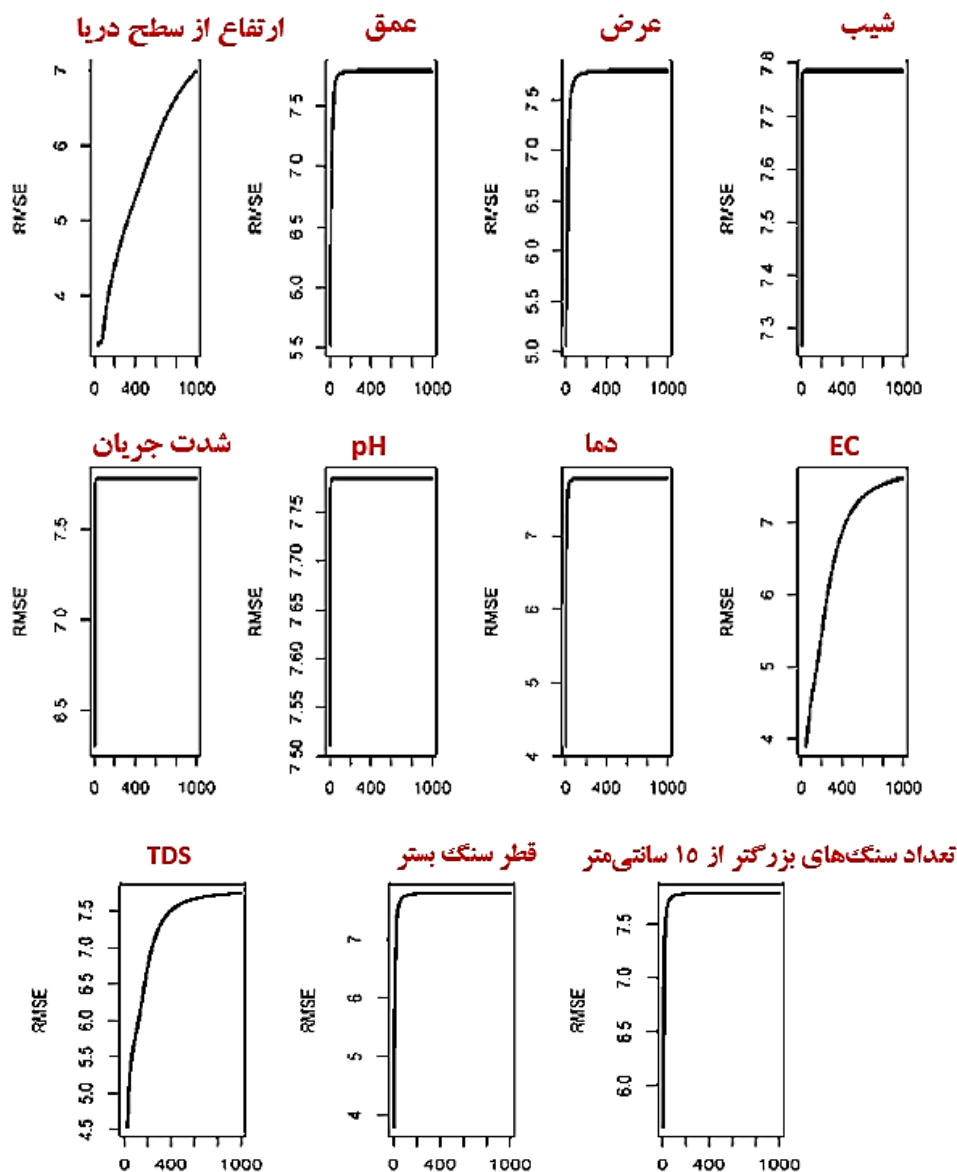 ارتفاع از سطح دریا
عمق
عرض
شیب
RMSE
7
6
5
4
0 400 1000
RMSE
7.5
7.0
6.5
6.0
5.5
0 400 1000
RMSE
7.5
7.0
6.5
6.0
5.5
5.0
0 400 1000
RMSE
7.8
7.7
7.6
7.5
7.4
7.3
0 400 1000
شدت جریان
pH
دما
EC
RMSE
7.5
7.0
6.5
0 400 1000
RMSE
7.75
7.70
7.65
7.60
7.55
7.50
0 400 1000
RMSE
7
6
5
4
0 400 1000
RMSE
7
6
5
4
0 400 1000
TDS
قطر سنگ بستر
تعداد سنگ‌های بزرگتر از ۱۵ سانتی‌متر
RMSE
7.5
7.0
6.5
6.0
5.5
5.0
4.5
0 400 1000
RMSE
7
6
5
4
0 400 1000
RMSE
7.5
7.0
6.5
6.0
0 400 1000